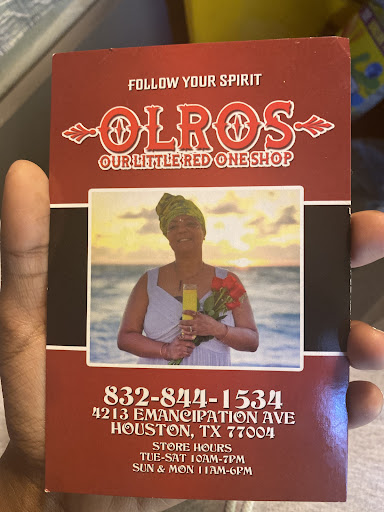 FOLLOW YOUR SPIRIT
OLROS
OUR LITTLE RED ONE SHOP
832-844-1534
4213 EMANCIPATION AVE
HOUSTON, TX 77004
STORE HOURS
TUE-SAT 10AM-7PM
SUN & MON 11AM-6PM